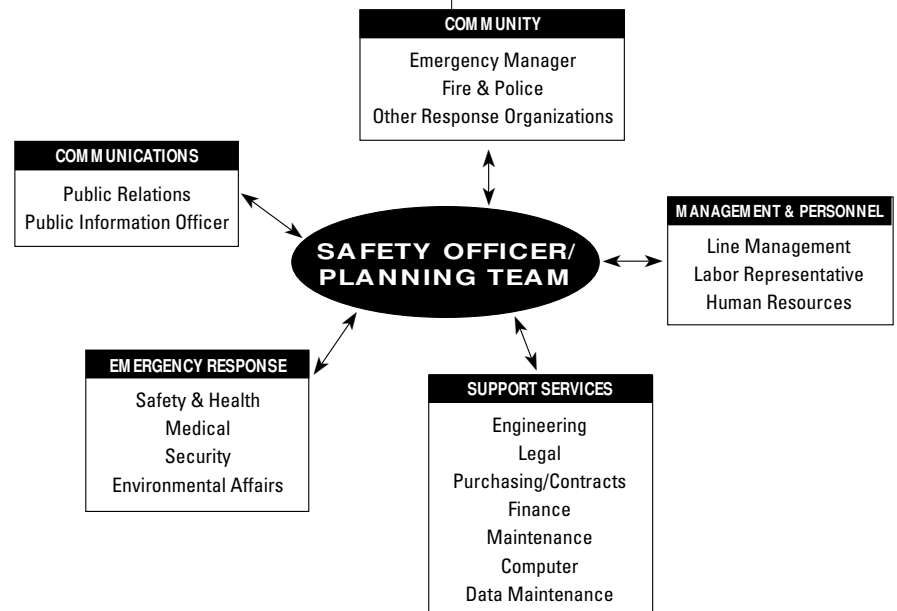 COMMUNITY
Emergency Manager
Fire & Police
Other Response Organizations
COMMUNICATIONS
Public Relations
Public Information Officer
SAFETY OFFICER/
PLANNING TEAM
MANAGEMENT & PERSONNEL
Line Management
Labor Representative
Human Resources
EMERGENCY RESPONSE
Safety & Health
Medical
Security
Environmental Affairs
SUPPORT SERVICES
Engineering
Legal
Purchasing/Contracts
Finance
Maintenance
Computer
Data Maintenance